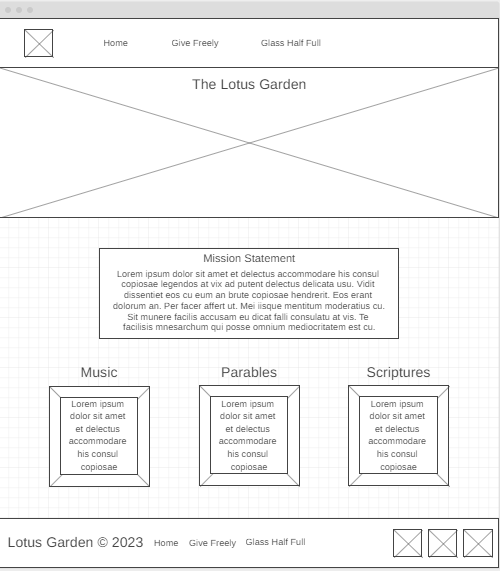 Home Give Freely Glass Half Full
The Lotus Garden
Mission Statement
Lorem ipsum dolor sit amet et delectus accommodare his consul
copiosae legendos at vix ad putent delectus delicata usu. Vidit
dissentiet eos cu eum an brute copiosae hendrerit. Eos erant
dolorum an. Per facer affert ut. Mei iisque mentitum moderatius cu.
Sit munere facilis accusam eu dicat falli consulatu at vis. Te
facilisis mnesarchum qui posse omnium mediocritatem est cu.
Music
Lorem ipsum
dolor sit amet
et delectus
accommodare
his consul
copiosae
Parables
Lorem ipsum
dolor sit amet
et delectus
accommodare
his consul
copiosae
Scriptures
Lorem ipsum
dolor sit amet
et delectus
accommodare
his consul
copiosae
Lotus Garden © 2023 Home Give Freely Glass Half Full